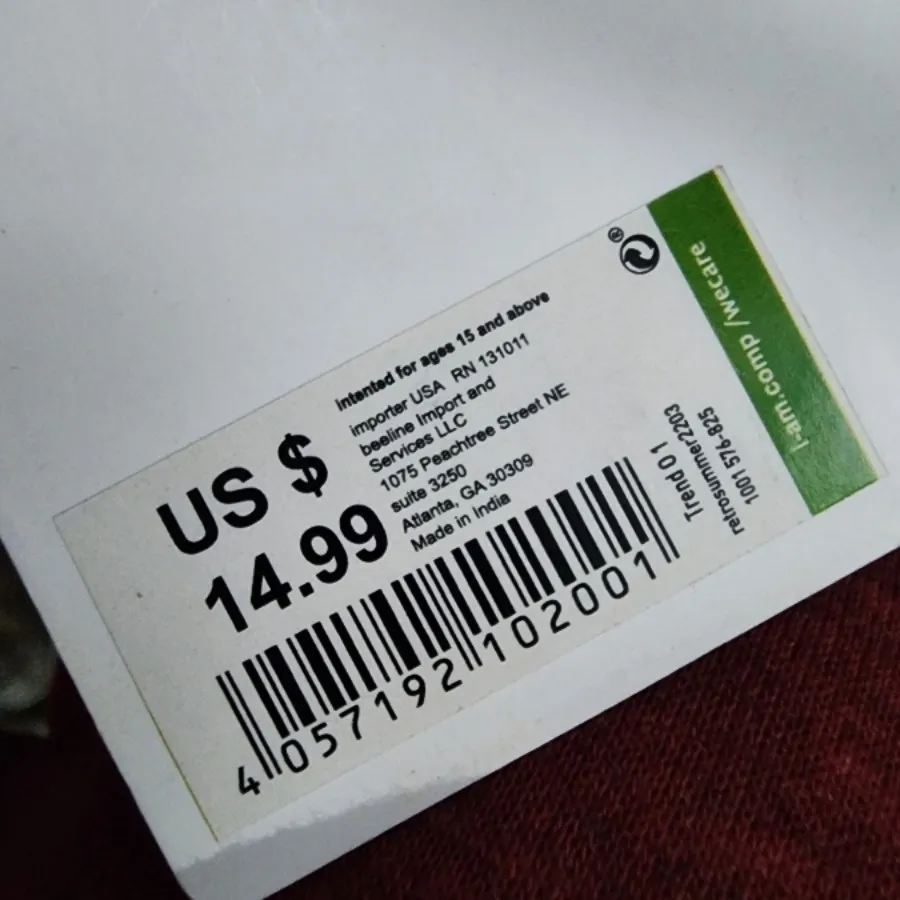 US $
14.99
intented for ages 15 and above
importer USA RN 131011
beeline Import and
Services LLC
1075 Peachtree Street NE
suite 3250
Atlanta, GA 30309
Made in India
4 057192 102001
Trend 01
retrosummer2203
1001 576-825
i-am.comp/wecare
®